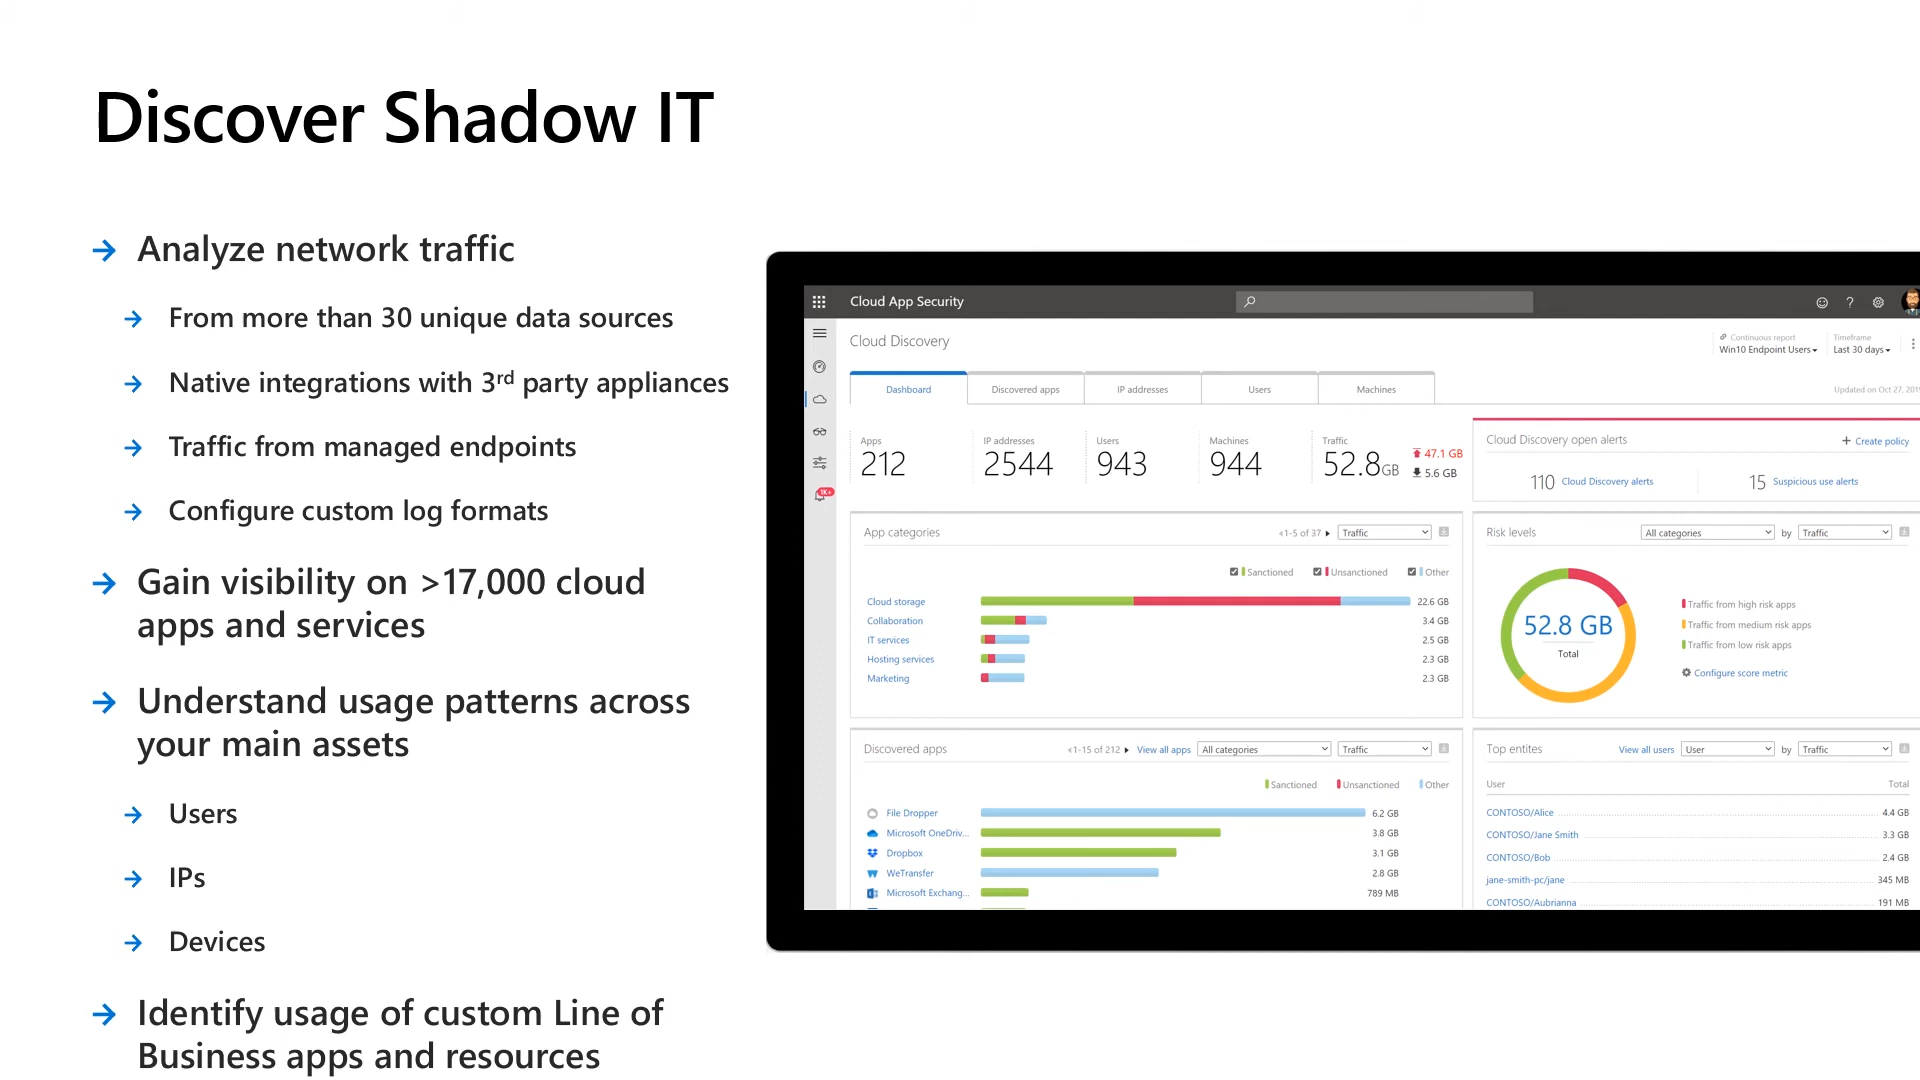 Discover Shadow IT
Analyze network traffic
From more than 30 unique data sources
Native integrations with 3rd party appliances
Traffic from managed endpoints
Configure custom log formats
Gain visibility on >17,000 cloud
apps and services
Understand usage patterns across
your main assets
Users
IPs
Devices
Identify usage of custom Line of
Business apps and resources
Cloud App Security
?
Cloud Discovery
Continuous report
Win10 Endpoint Users
Timeframe
Last 30 days
Dashboard
Discovered apps
IP addresses
Users
Machines
Updated on Oct 27, 201
1K+
Apps
212
IP addresses
2544
Users
943
Machines
944
Traffic
52.8GB
47.1 GB
5.6 GB
Cloud Discovery open alerts
+ Create policy
110 Cloud Discovery alerts
15 Suspicious use alerts
App categories
1-5 of 37
Traffic
Sanctioned
Unsanctioned
Other
Cloud storage 22.6 GB
Collaboration 3.4 GB
IT services 2.5 GB
Hosting services 2.3 GB
Marketing 2.3 GB
Risk levels
All categories by Traffic
52.8 GB
Total
Traffic from high risk apps
Traffic from medium risk apps
Traffic from low risk apps
Configure score metric
Discovered apps
1-15 of 212
View all apps
All categories
Traffic
Sanctioned
Unsanctioned
Other
File Dropper 6.2 GB
Microsoft OneDriv... 3.8 GB
Dropbox 3.1 GB
WeTransfer 2.8 GB
Microsoft Exchang... 789 MB
Top entites
View all users
User by Traffic
User Total
CONTOSO/Alice 4.4 GB
CONTOSO/Jane Smith 3.3 GB
CONTOSO/Bob 2.4 GB
jane-smith-pc/jane 345 MB
CONTOSO/Aubrianna 191 MB